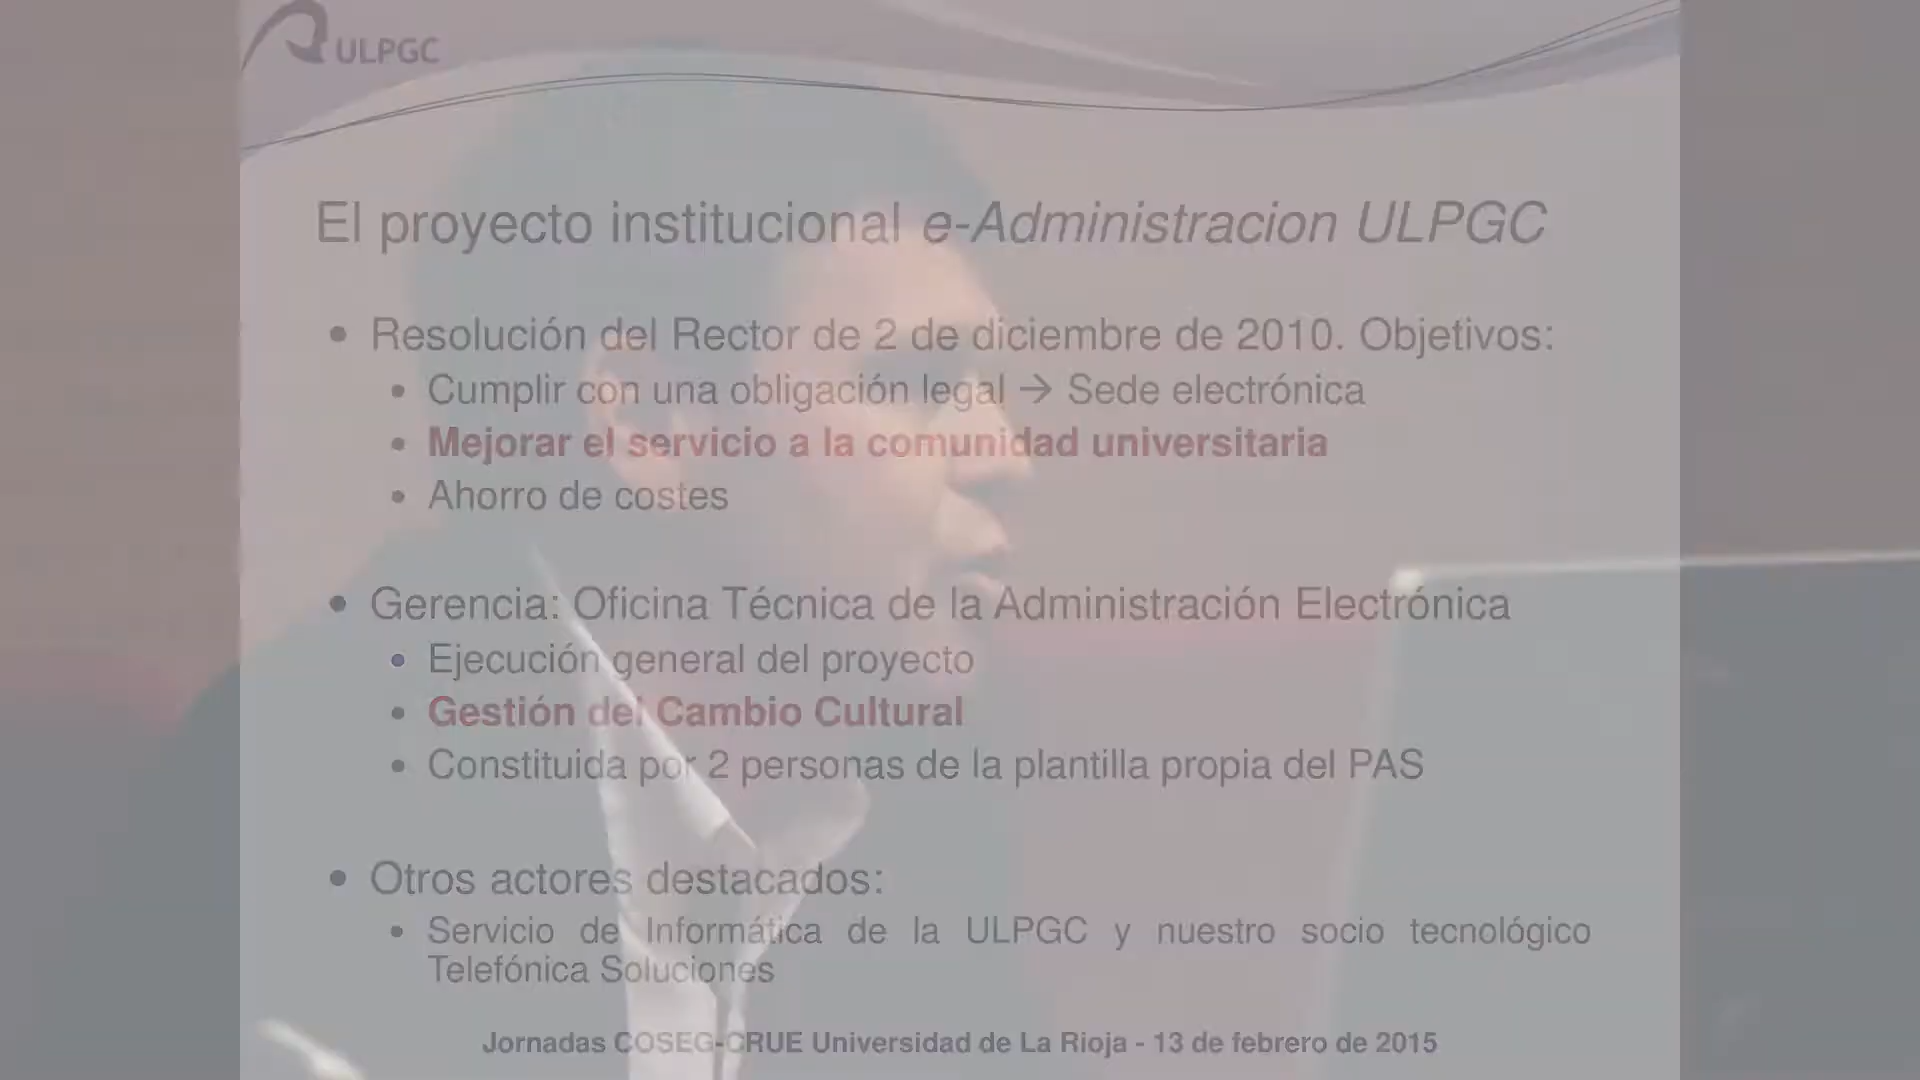 ULPGC
El proyecto institucional e-Administracion ULPGC
• Resolución del Rector de 2 de diciembre de 2010. Objetivos:
• Cumplir con una obligación legal → Sede electrónica
• Mejorar el servicio a la comunidad universitaria
• Ahorro de costes
• Gerencia: Oficina Técnica de la Administración Electrónica
• Ejecución general del proyecto
• Gestión del Cambio Cultural
• Constituida por 2 personas de la plantilla propia del PAS
• Otros actores destacados:
• Servicio de Informática de la ULPGC y nuestro socio tecnológico
Telefónica Soluciones
Jornadas COSEG-CRUE Universidad de La Rioja - 13 de febrero de 2015